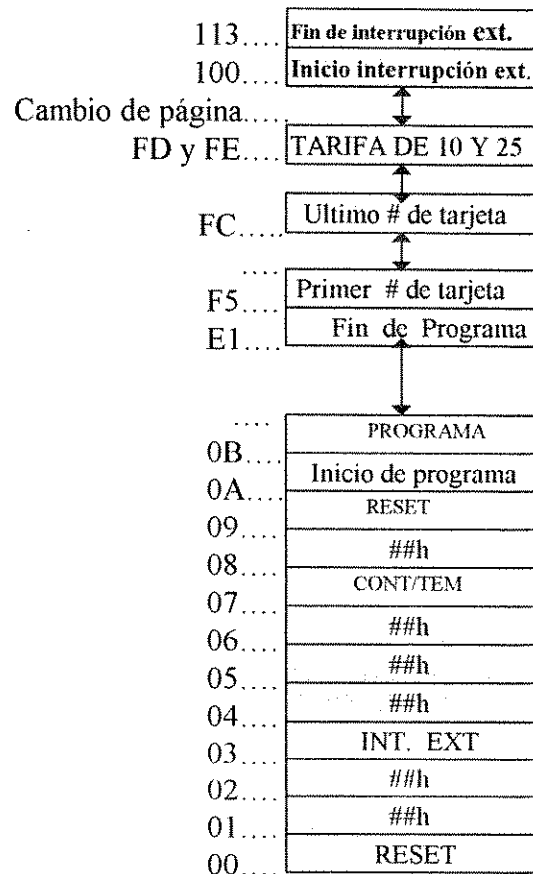 113.... Fin de interrupción ext.
100.... Inicio interrupción ext.
Cambio de página.....
FD y FE.... TARIFA DE 10 Y 25
FC..... Ultimo # de tarjeta
....
F5.... Primer # de tarjeta
E1.... Fin de Programa
....
PROGRAMA
0B....
Inicio de programa
0A....
RESET
09....
##h
08....
CONT/TEM
07....
##h
06....
##h
05....
##h
04....
INT. EXT
03....
##h
02....
##h
01....
RESET
00....